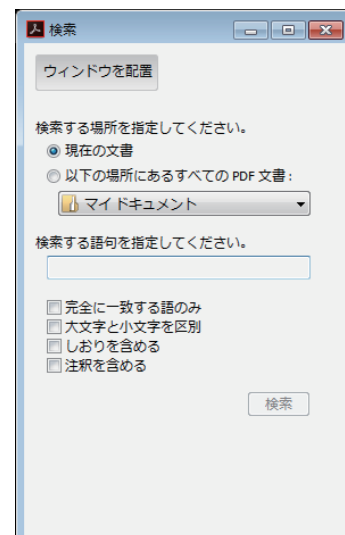 検索
ウィンドウを配置
検索する場所を指定してください。
現在の文書
以下の場所にあるすべての PDF 文書 :
マイ ドキュメント
検索する語句を指定してください。
完全に一致する語のみ
大文字と小文字を区別
しおりを含める
注釈を含める
検索